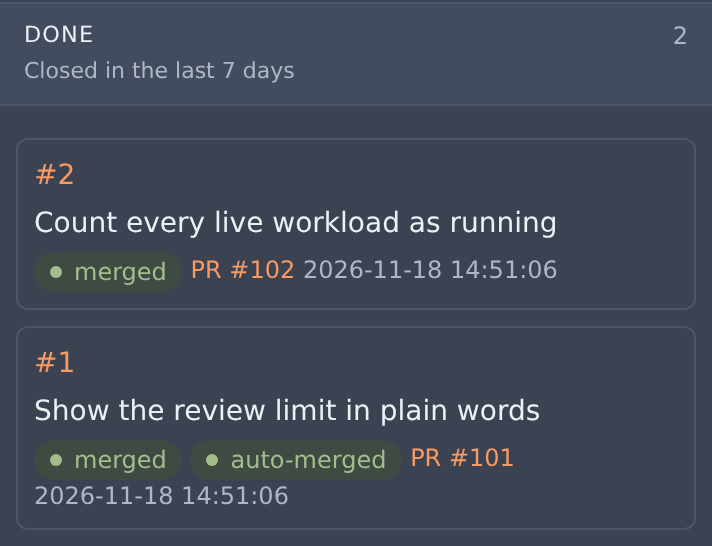 DONE 2
Closed in the last 7 days
#2
Count every live workload as running
merged PR #102 2026-11-18 14:51:06
#1
Show the review limit in plain words
merged auto-merged PR #101
2026-11-18 14:51:06